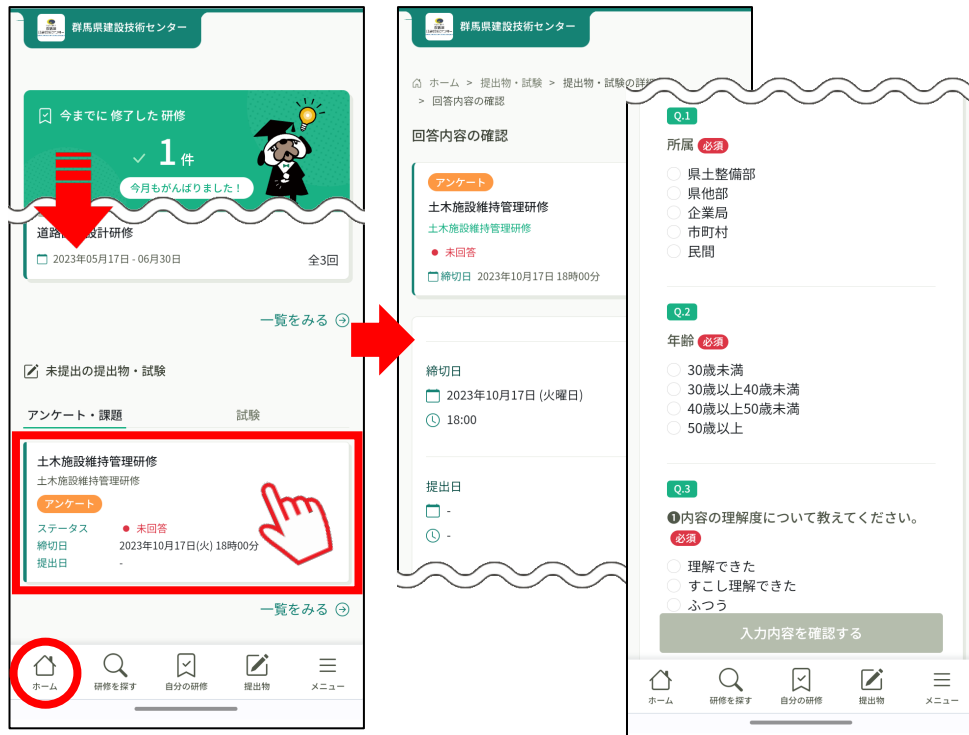 群馬県建設技術センター
今までに 修了した 研修
1 件
今月もがんばりました！
計研修
2023年05月17日 - 06月30日
全3回
一覧をみる
未提出の提出物・試験
アンケート・課題
試験
土木施設維持管理研修
土木施設維持管理研修
アンケート
ステータス
未回答
締切日
2023年10月17日(火) 18時00分
提出日
-
一覧をみる
ホーム
研修を探す
自分の研修
提出物
メニュー
群馬県建設技術センター
ホーム > 提出物・試験 > 提出物・試験の詳細
> 回答内容の確認
回答内容の確認
アンケート
土木施設維持管理研修
土木施設維持管理研修
未回答
締切日 2023年10月17日 18時00分
締切日
2023年10月17日 (火曜日)
18:00
提出日
-
-
Q.1
所属 必須
県土整備部
県他部
企業局
市町村
民間
Q.2
年齢 必須
30歳未満
30歳以上40歳未満
40歳以上50歳未満
50歳以上
Q.3
❶内容の理解度について教えてください。
必須
理解できた
すこし理解できた
ふつう
入力内容を確認する
ホーム
研修を探す
自分の研修
提出物
メニュー